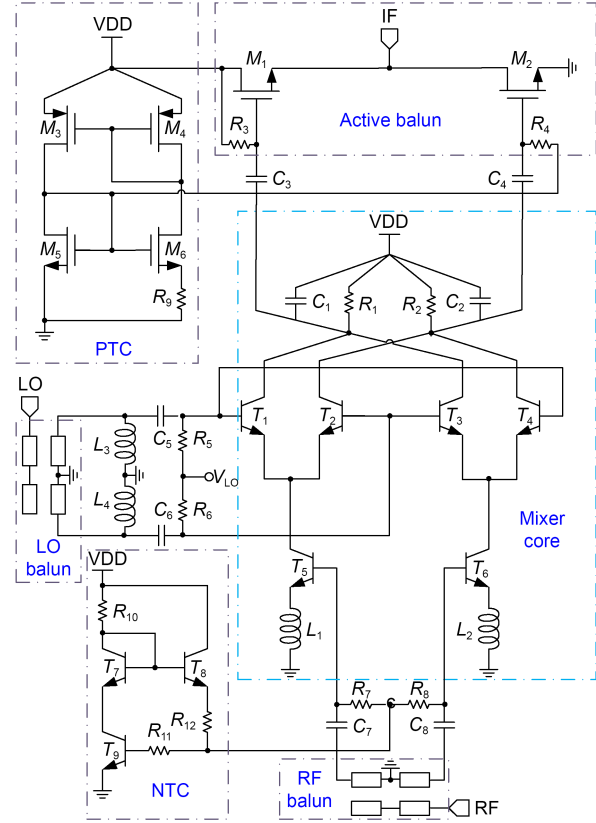 VDD
IF
M1
M2
M3
M4
R3
R4
Active balun
C3
C4
M5
M6
R9
PTC
VDD
C1
R1
R2
C2
LO
T1
T2
T3
T4
L3
C5
R5
VLO
L4
C6
R6
LO
balun
Mixer
core
VDD
T5
T6
R10
L1
L2
T7
T8
R7
R8
R11
R12
C7
C8
T9
NTC
RF
balun
RF